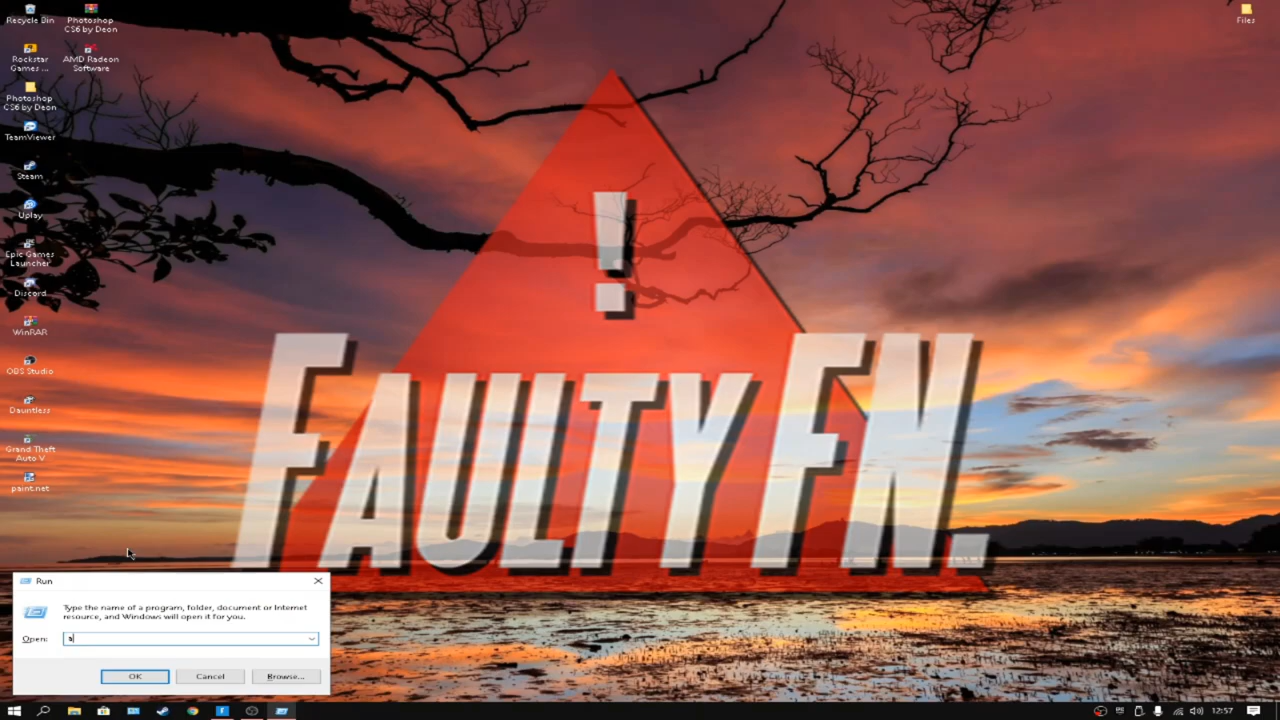 Recycle Bin
Photoshop
CS6 by Deon
Files
Rockstar
Games ...
AMD Radeon
Software
Photoshop
CS6 by Deon
TeamViewer
Steam
Uplay
Epic Games
Launcher
Discord
WinRAR
OBS Studio
Dauntless
Grand Theft
Auto V
paint.net
!
FAULTY FN.
Run
Type the name of a program, folder, document or Internet
resource, and Windows will open it for you.
Open:
OK
Cancel
Browse...
12:57